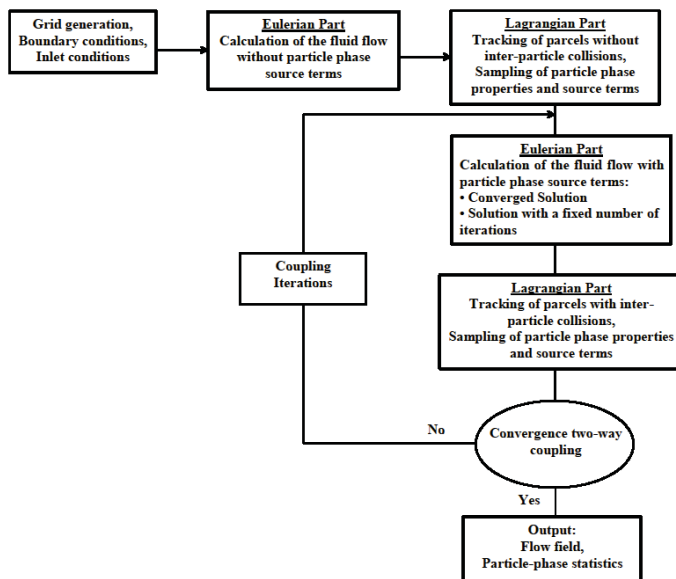 Grid generation,
Boundary conditions,
Inlet conditions
Eulerian Part
Calculation of the fluid flow
without particle phase
source terms
Lagrangian Part
Tracking of parcels without
inter-particle collisions,
Sampling of particle phase
properties and source terms
Eulerian Part
Calculation of the fluid flow with
particle phase source terms:
• Converged Solution
• Solution with a fixed number of
iterations
Coupling
Iterations
Lagrangian Part
Tracking of parcels with inter-
particle collisions,
Sampling of particle phase properties
and source terms
No
Convergence two-way
coupling
Yes
Output:
Flow field,
Particle-phase statistics